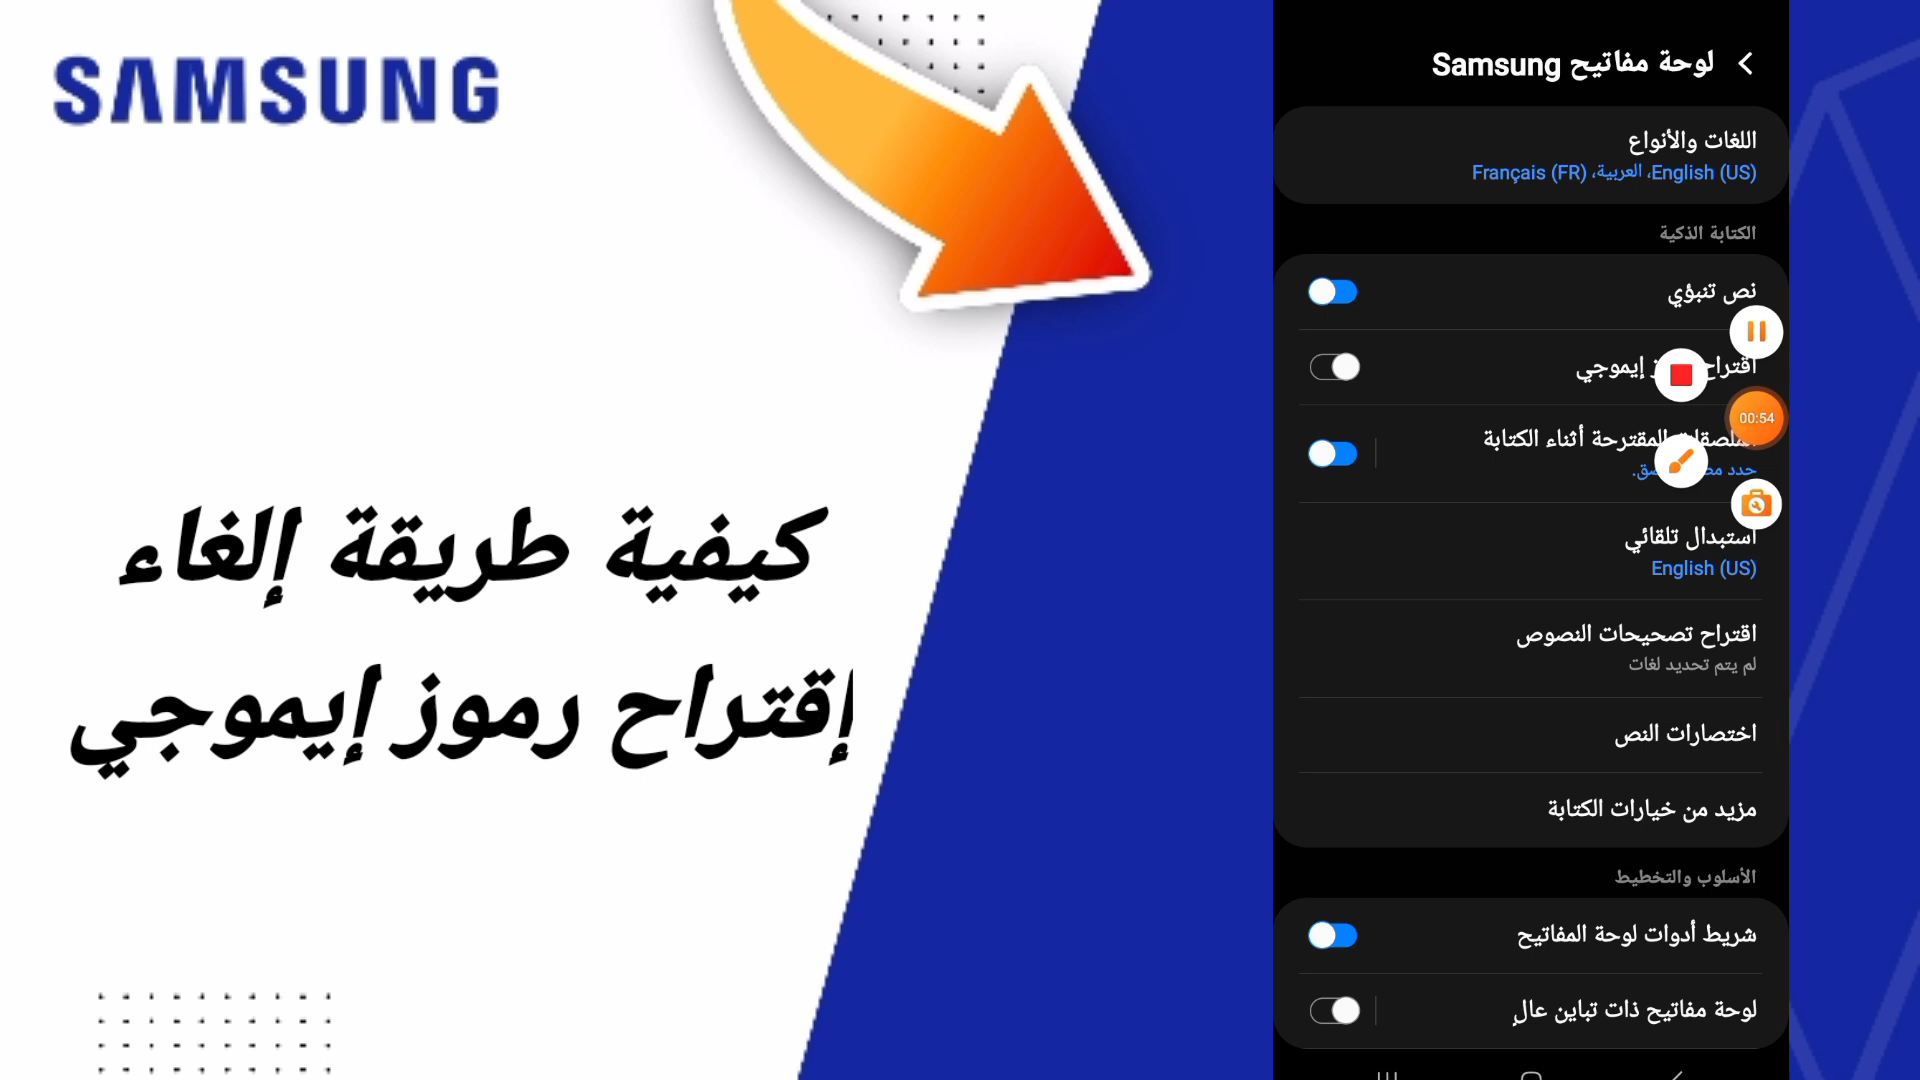 SAMSUNG
كيفية طريقة إلغاء
إقتراح رموز إيموجي
لوحة مفاتيح Samsung
اللغات والأنواع
English (US)، العربية، Français (FR)
الكتابة الذكية
نص تنبؤي
إيموجي
00:54
المقترحة أثناء الكتابة
حدد
استبدال تلقائي
English (US)
اقتراح تصحيحات النصوص
لم يتم تحديد لغات
اختصارات النص
مزيد من خيارات الكتابة
الأسلوب والتخطيط
شريط أدوات لوحة المفاتيح
لوحة مفاتيح ذات تباين عالٍ